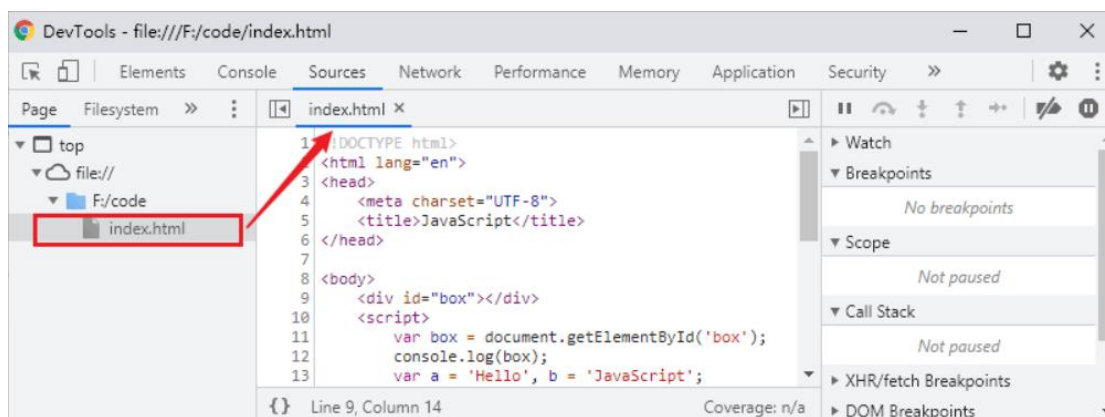 DevTools - file:///F:/code/index.html
Elements Console Sources Network Performance Memory Application Security »
Page Filesystem » index.html ×
top
file://
F:/code
index.html
1 !DOCTYPE html>
<html lang="en">
3 <head>
4 <meta charset="UTF-8">
5 <title>JavaScript</title>
6 </head>
7
8 <body>
9 <div id="box"></div>
10 <script>
11 var box = document.getElementById('box');
12 console.log(box);
13 var a = 'Hello', b = 'JavaScript';
{} Line 9, Column 14 Coverage: n/a
Watch
Breakpoints
No breakpoints
Scope
Not paused
Call Stack
Not paused
XHR/fetch Breakpoints
DOM Breakpoints